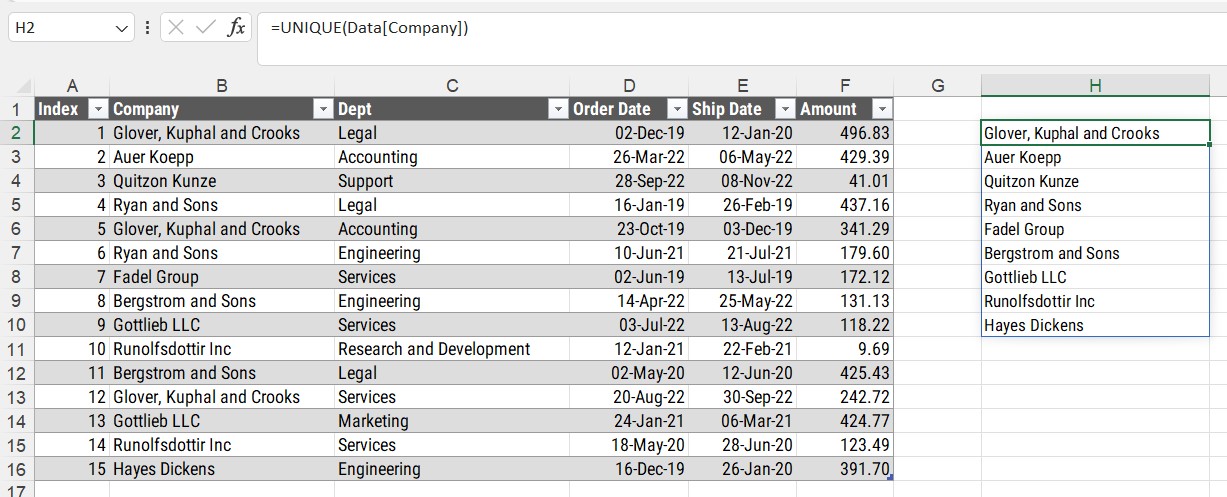 H2 fx =UNIQUE(Data[Company])
A B C D E F G H
1 Index Company Dept Order Date Ship Date Amount
2 1 Glover, Kuphal and Crooks Legal 02-Dec-19 12-Jan-20 496.83 Glover, Kuphal and Crooks
3 2 Auer Koepp Accounting 26-Mar-22 06-May-22 429.39 Auer Koepp
4 3 Quitzon Kunze Support 28-Sep-22 08-Nov-22 41.01 Quitzon Kunze
5 4 Ryan and Sons Legal 16-Jan-19 26-Feb-19 437.16 Ryan and Sons
6 5 Glover, Kuphal and Crooks Accounting 23-Oct-19 03-Dec-19 341.29 Fadel Group
7 6 Ryan and Sons Engineering 10-Jun-21 21-Jul-21 179.60 Bergstrom and Sons
8 7 Fadel Group Services 02-Jun-19 13-Jul-19 172.12 Gottlieb LLC
9 8 Bergstrom and Sons Engineering 14-Apr-22 25-May-22 131.13 Runolfsdottir Inc
10 9 Gottlieb LLC Services 03-Jul-22 13-Aug-22 118.22 Hayes Dickens
11 10 Runolfsdottir Inc Research and Development 12-Jan-21 22-Feb-21 9.69
12 11 Bergstrom and Sons Legal 02-May-20 12-Jun-20 425.43
13 12 Glover, Kuphal and Crooks Services 20-Aug-22 30-Sep-22 242.72
14 13 Gottlieb LLC Marketing 24-Jan-21 06-Mar-21 424.77
15 14 Runolfsdottir Inc Services 18-May-20 28-Jun-20 123.49
16 15 Hayes Dickens Engineering 16-Dec-19 26-Jan-20 391.70
17